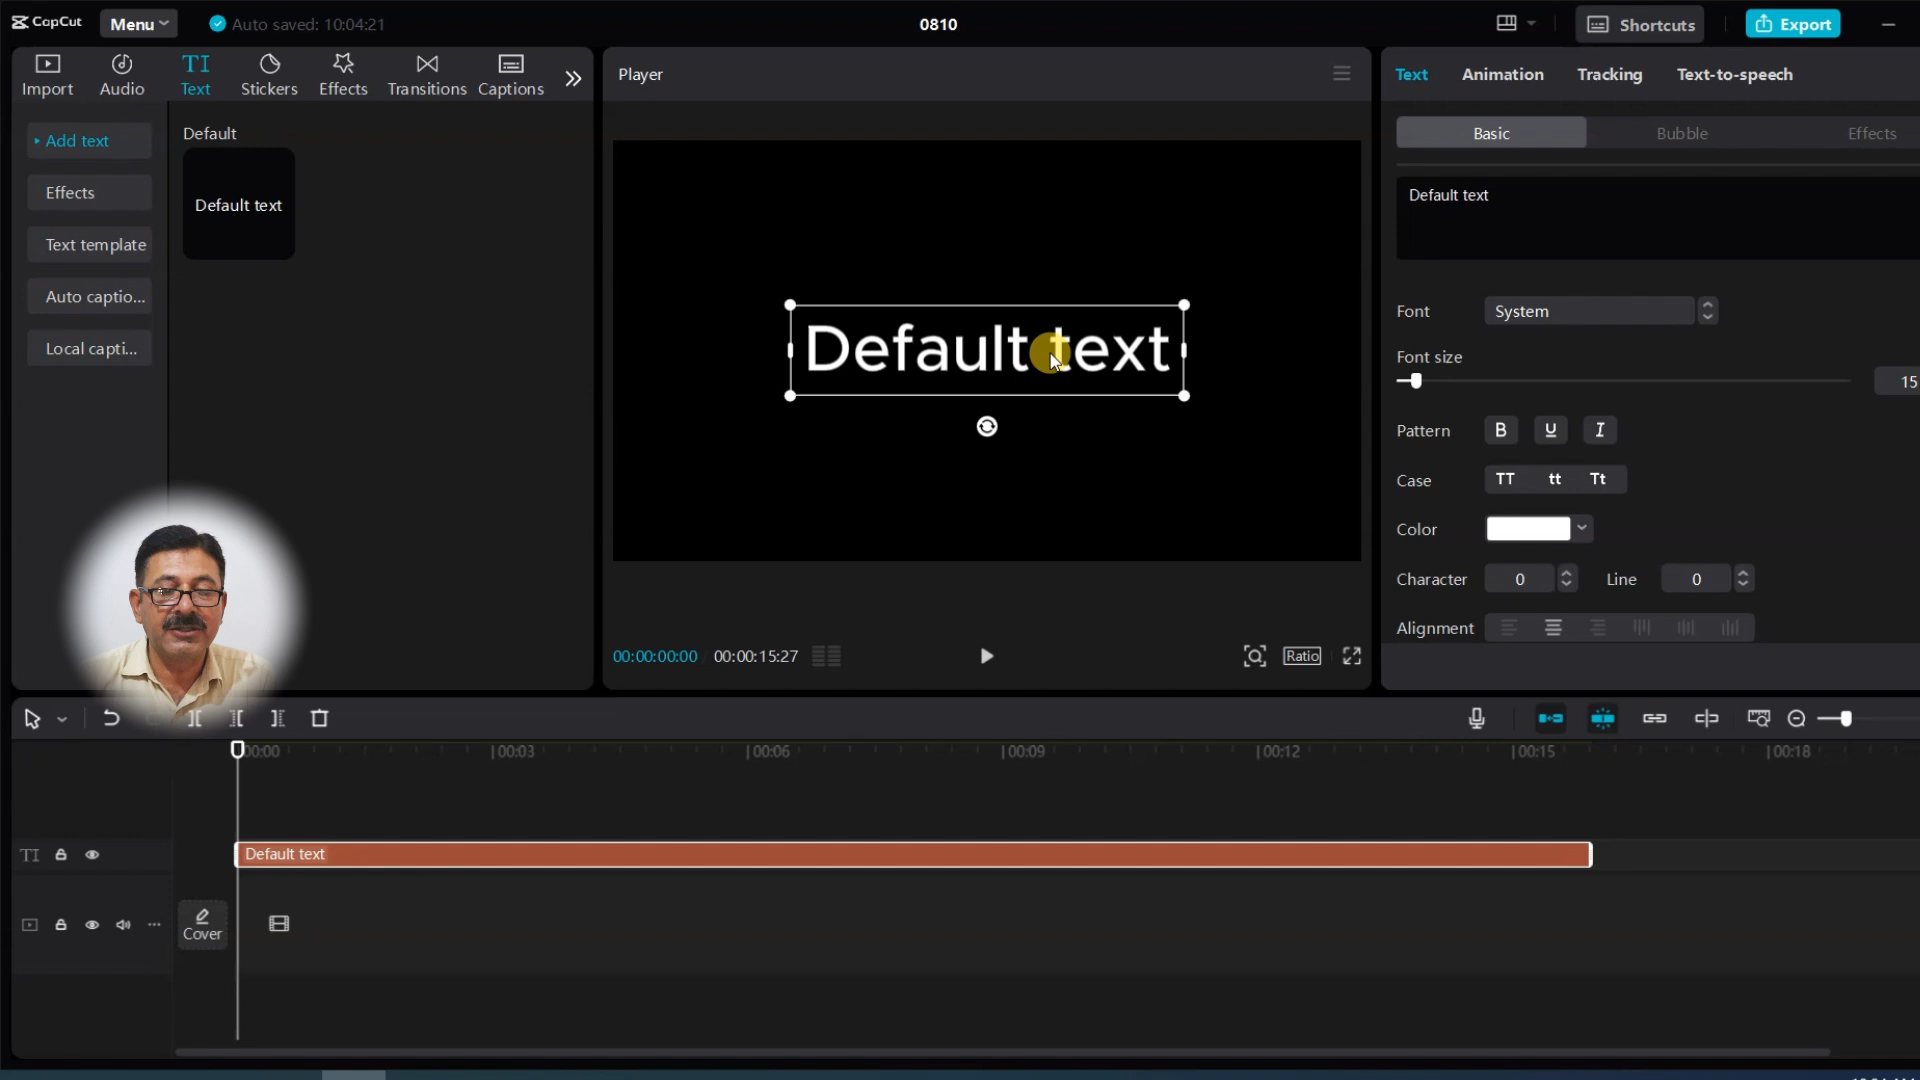 CapCut
Menu
Auto saved: 10:04:21
0810
Shortcuts
Export
Import
Audio
TI
Text
Stickers
Effects
Transitions
Captions
Player
Text
Animation
Tracking
Text-to-speech
Add text
Effects
Text template
Auto captio...
Local capti...
Default
Default text
Default text
Basic
Bubble
Effects
Default text
Font
System
Font size
15
Pattern
B U I
Case
TT tt Tt
Color
Character
0
Line
0
Alignment
00:00:00:00
00:00:15:27
Ratio
00:00
00:03
00:06
00:09
00:12
00:15
00:18
TI
Default text
Cover